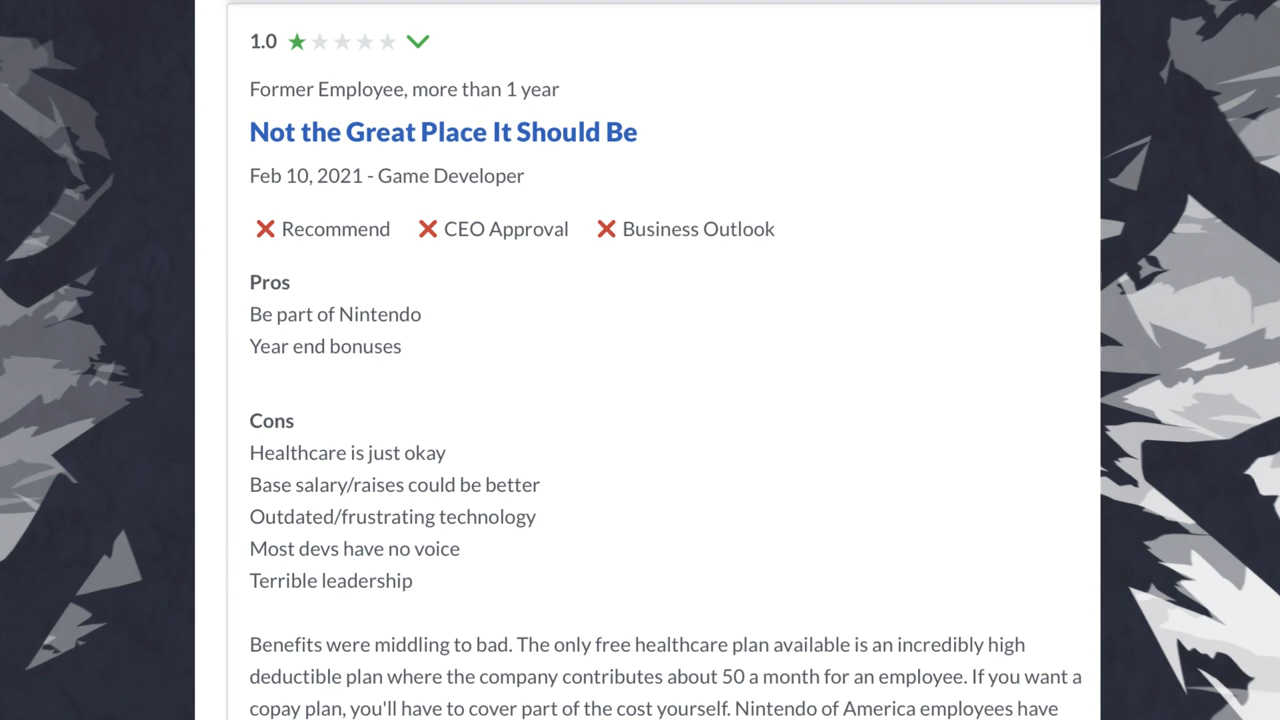 1.0
Former Employee, more than 1 year
Not the Great Place It Should Be
Feb 10, 2021 - Game Developer
Recommend CEO Approval Business Outlook
Pros
Be part of Nintendo
Year end bonuses
Cons
Healthcare is just okay
Base salary/raises could be better
Outdated/frustrating technology
Most devs have no voice
Terrible leadership
Benefits were middling to bad. The only free healthcare plan available is an incredibly high
deductible plan where the company contributes about 50 a month for an employee. If you want a
copay plan, you'll have to cover part of the cost yourself. Nintendo of America employees have